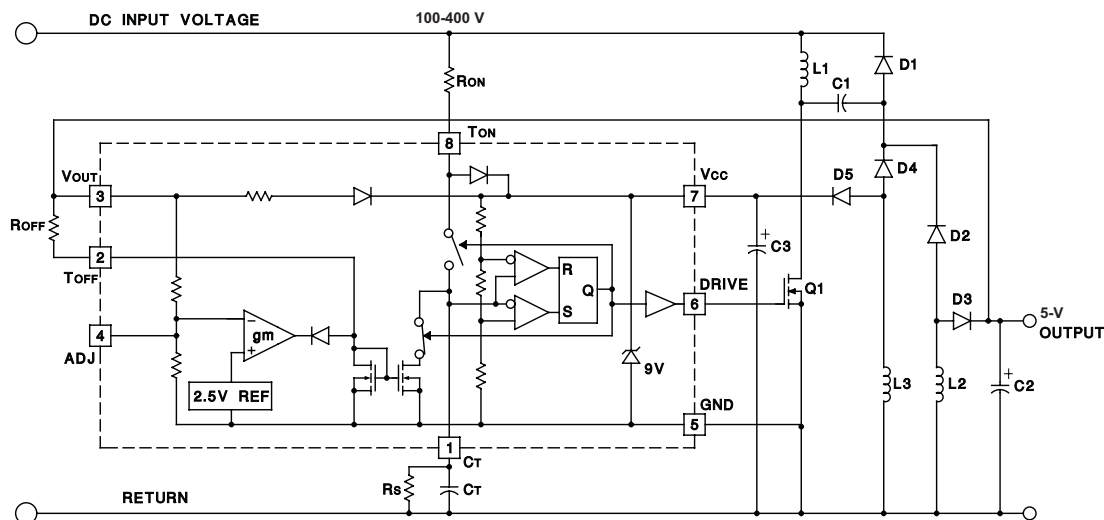 DC INPUT VOLTAGE
100-400 V
L1
D1
C1
RON
TON
8
VOUT
3
VCC
7
D5
D4
ROFF
2
TOFF
C3
D2
R
Q
S
DRIVE
6
Q1
D3
5-V
OUTPUT
4
ADJ
−
gm
+
9V
L3
L2
C2
+
+
2.5V REF
GND
5
1
CT
RS
CT
RETURN